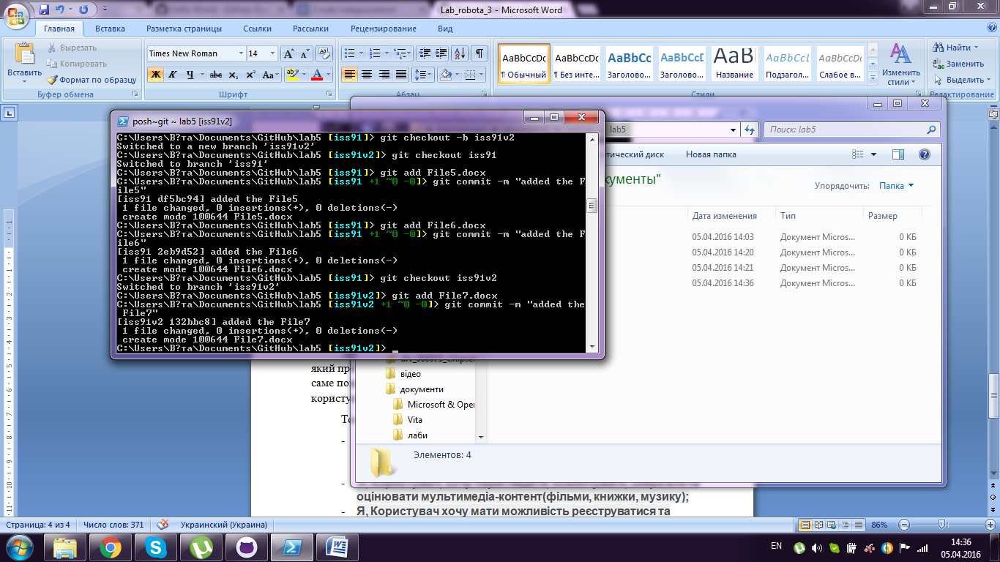 Lab_robota_3 - Microsoft Word
Главная Вставка Разметка страницы Ссылки Рассылки Рецензирование Вид
Вставить
Вырезать
Копировать
Формат по образцу
Буфер обмена
Times New Roman 14
Ж К Ч abc x₂ x² Aa
Шрифт
Абзац
АаВbСсDс АаВbСсDс АаВbСс АаВbСсD АаВ АаВbСсL АаВbСсDс
¶ Обычный ¶ Без инте... Заголово... Заголово... Название Подзагол... Слабое в...
Стили
Изменить стили
Найти
Заменить
Выделить
Редактирование
posh~git ~ lab5 [iss91v2]
C:\Users\В?та\Documents\GitHub\lab5 [iss91]> git checkout -b iss91v2
Switched to a new branch 'iss91v2'
C:\Users\В?та\Documents\GitHub\lab5 [iss91v2]> git checkout iss91
Switched to branch 'iss91'
C:\Users\В?та\Documents\GitHub\lab5 [iss91]> git add File5.docx
C:\Users\В?та\Documents\GitHub\lab5 [iss91 +1 ~0 -0]> git commit -m "added the F
ile5"
[iss91 df5bc94] added the File5
1 file changed, 0 insertions(+), 0 deletions(-)
create mode 100644 File5.docx
C:\Users\В?та\Documents\GitHub\lab5 [iss91]> git add File6.docx
C:\Users\В?та\Documents\GitHub\lab5 [iss91 +1 ~0 -0]> git commit -m "added the F
ile6"
[iss91 2eb9d52] added the File6
1 file changed, 0 insertions(+), 0 deletions(-)
create mode 100644 File6.docx
C:\Users\В?та\Documents\GitHub\lab5 [iss91]> git checkout iss91v2
Switched to branch 'iss91v2'
C:\Users\В?та\Documents\GitHub\lab5 [iss91v2]> git add File7.docx
C:\Users\В?та\Documents\GitHub\lab5 [iss91v2 +1 ~0 -0]> git commit -m "added the
File7"
[iss91v2 132bbc8] added the File7
1 file changed, 0 insertions(+), 0 deletions(-)
create mode 100644 File7.docx
C:\Users\В?та\Documents\GitHub\lab5 [iss91v2]>
lab5
Поиск: lab5
тический диск Новая папка
кументы"
Упорядочить: Папка
Дата изменения Тип Размер
05.04.2016 14:03 Документ Micros... 0 КБ
05.04.2016 14:20 Документ Micros... 0 КБ
05.04.2016 14:21 Документ Micros... 0 КБ
05.04.2016 14:36 Документ Micros... 0 КБ
відео
документи
Microsoft & Oper
Vita
лаби
Элементов: 4
який пр
саме по
користу
То
-
-
оцінювати мультимедіа-контент(фільми, книжки, музику);
- Я, Користувач хочу мати можливість реєструватися та
Страница: 4 из 4 Число слов: 371 Украинский (Украина) 86%
EN
14:36
05.04.2016